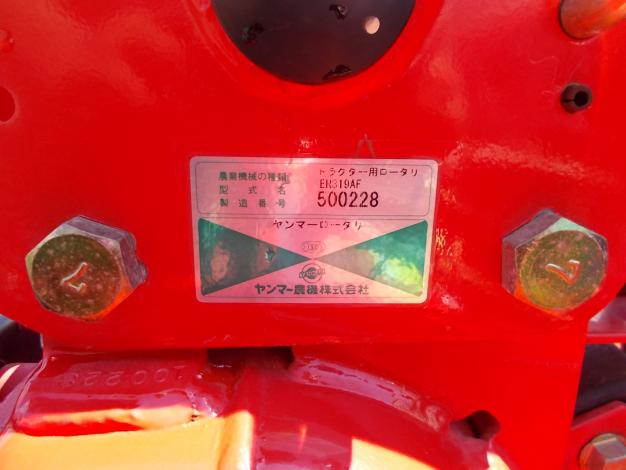 農業機械の種類 トラクター用ロータリ
型式名 ER319AF
製造番号 500228
ヤンマーロータリ
ヤンマー農機株式会社
7
7